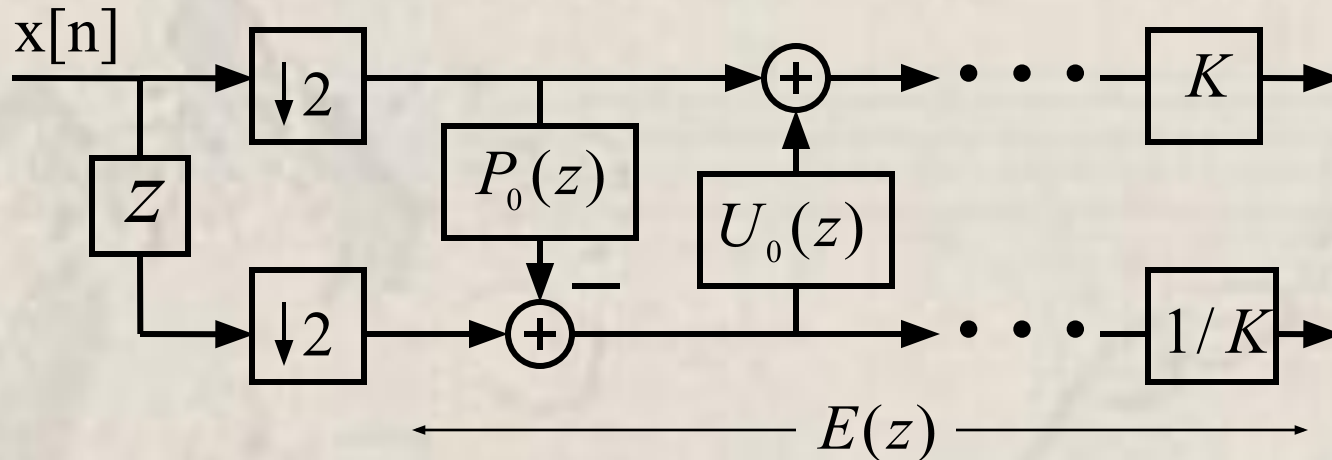 x[n]
↓2
+
• • •
K
z
P₀(z)
U₀(z)
−
↓2
+
• • •
1/K
E(z)